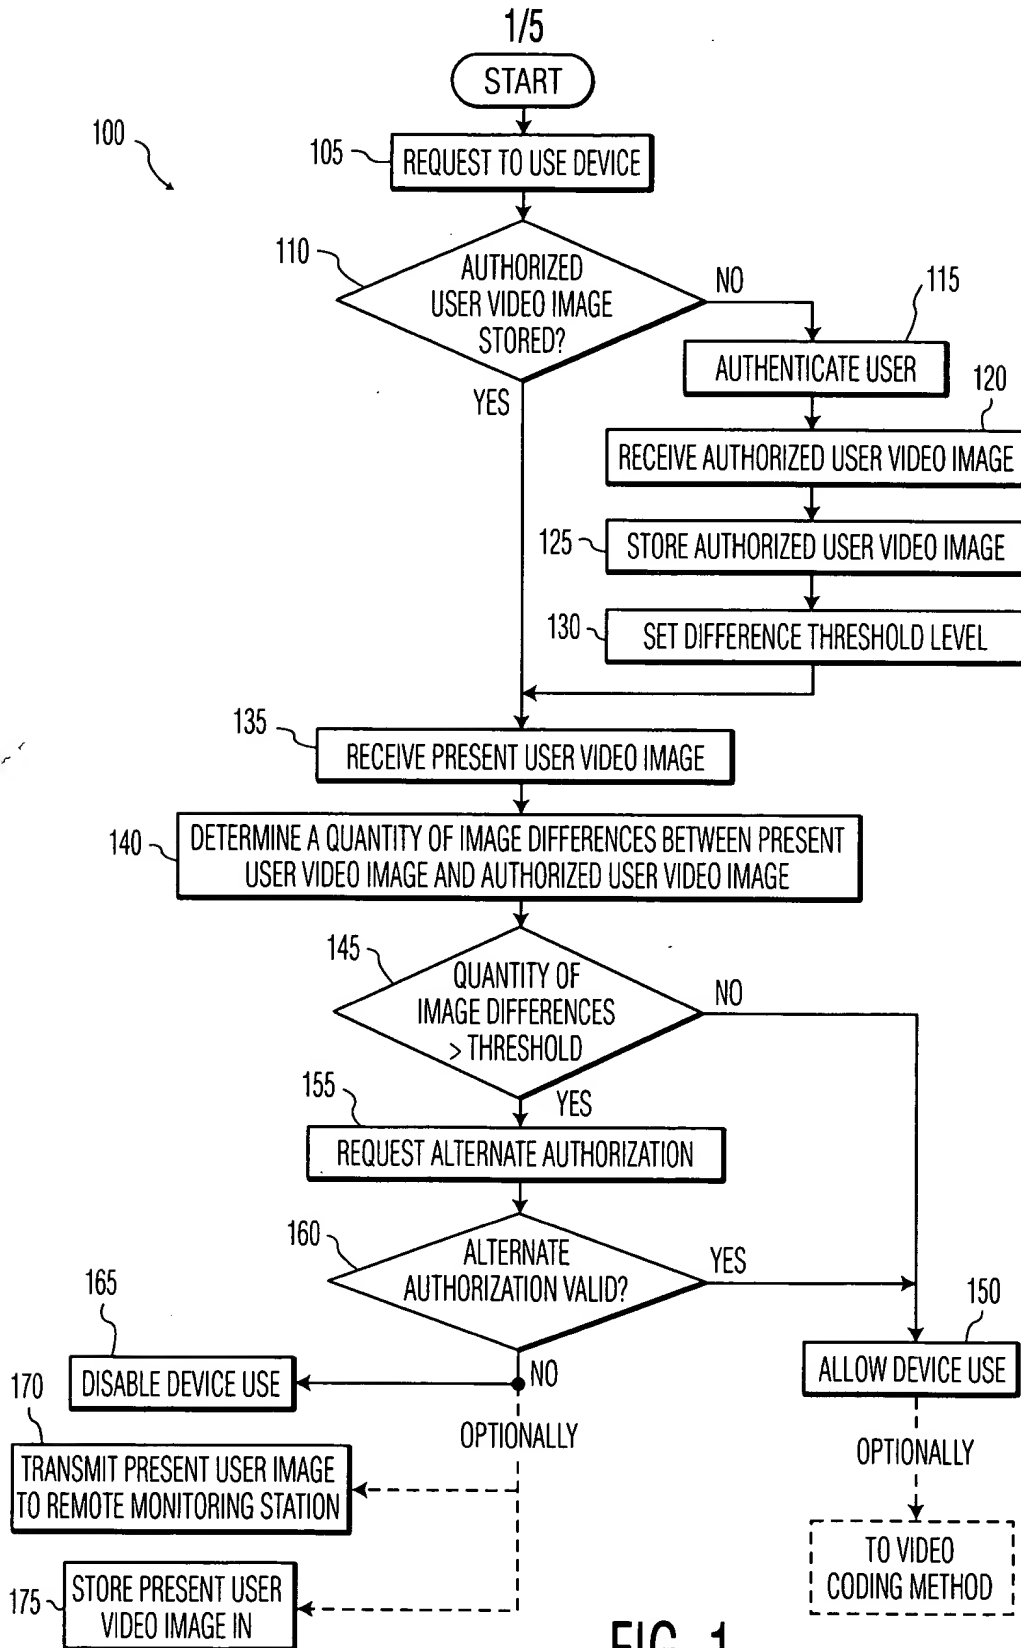 1/5
START
100
105
REQUEST TO USE DEVICE
110
AUTHORIZED
USER VIDEO IMAGE
STORED?
NO
YES
115
AUTHENTICATE USER
120
RECEIVE AUTHORIZED USER VIDEO IMAGE
125
STORE AUTHORIZED USER VIDEO IMAGE
130
SET DIFFERENCE THRESHOLD LEVEL
135
RECEIVE PRESENT USER VIDEO IMAGE
140
DETERMINE A QUANTITY OF IMAGE DIFFERENCES BETWEEN PRESENT
USER VIDEO IMAGE AND AUTHORIZED USER VIDEO IMAGE
145
QUANTITY OF
IMAGE DIFFERENCES
> THRESHOLD
NO
YES
155
REQUEST ALTERNATE AUTHORIZATION
160
ALTERNATE
AUTHORIZATION VALID?
YES
NO
165
DISABLE DEVICE USE
150
ALLOW DEVICE USE
OPTIONALLY
170
TRANSMIT PRESENT USER IMAGE
TO REMOTE MONITORING STATION
OPTIONALLY
TO VIDEO
CODING METHOD
175
STORE PRESENT USER
VIDEO IMAGE IN
FIG. 1